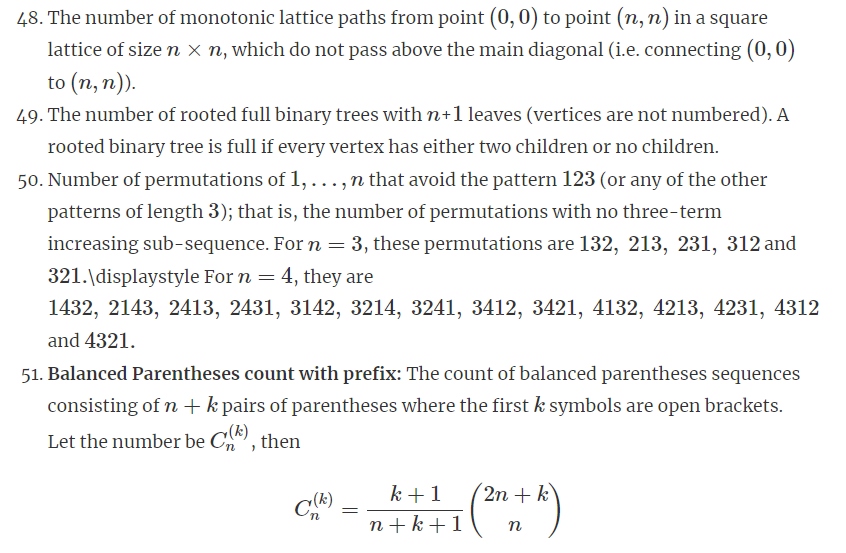 48. The number of monotonic lattice paths from point (0, 0) to point (n, n) in a square
lattice of size n × n, which do not pass above the main diagonal (i.e. connecting (0, 0)
to (n, n)).
49. The number of rooted full binary trees with n+1 leaves (vertices are not numbered). A
rooted binary tree is full if every vertex has either two children or no children.
50. Number of permutations of 1, . . . , n that avoid the pattern 123 (or any of the other
patterns of length 3); that is, the number of permutations with no three-term
increasing sub-sequence. For n = 3, these permutations are 132, 213, 231, 312 and
321.\displaystyle For n = 4, they are
1432, 2143, 2413, 2431, 3142, 3214, 3241, 3412, 3421, 4132, 4213, 4231, 4312
and 4321.
51. Balanced Parentheses count with prefix: The count of balanced parentheses sequences
consisting of n + k pairs of parentheses where the first k symbols are open brackets.
Let the number be C_n^{(k)}, then
C_n^{(k)} = \frac{k+1}{n+k+1} \binom{2n+k}{n}